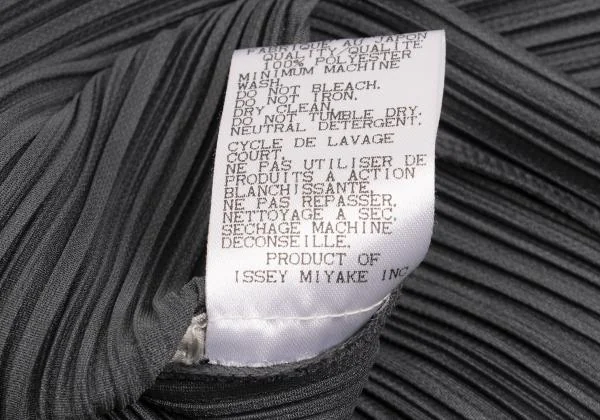 FABRIQUE AU JAPON
QUALITY/QUALITE
100% POLYESTER
MINIMUM MACHINE
WASH.
DO NOT BLEACH.
DO NOT IRON.
DRY CLEAN.
DO NOT TUMBLE DRY.
NEUTRAL DETERGENT.
CYCLE DE LAVAGE
COURT.
NE PAS UTILISER DE
PRODUITS A ACTION
BLANCHISSANTE.
NE PAS REPASSER.
NETTOYAGE A SEC.
SECHAGE MACHINE
DECONSEILLE.
PRODUCT OF
ISSEY MIYAKE INC